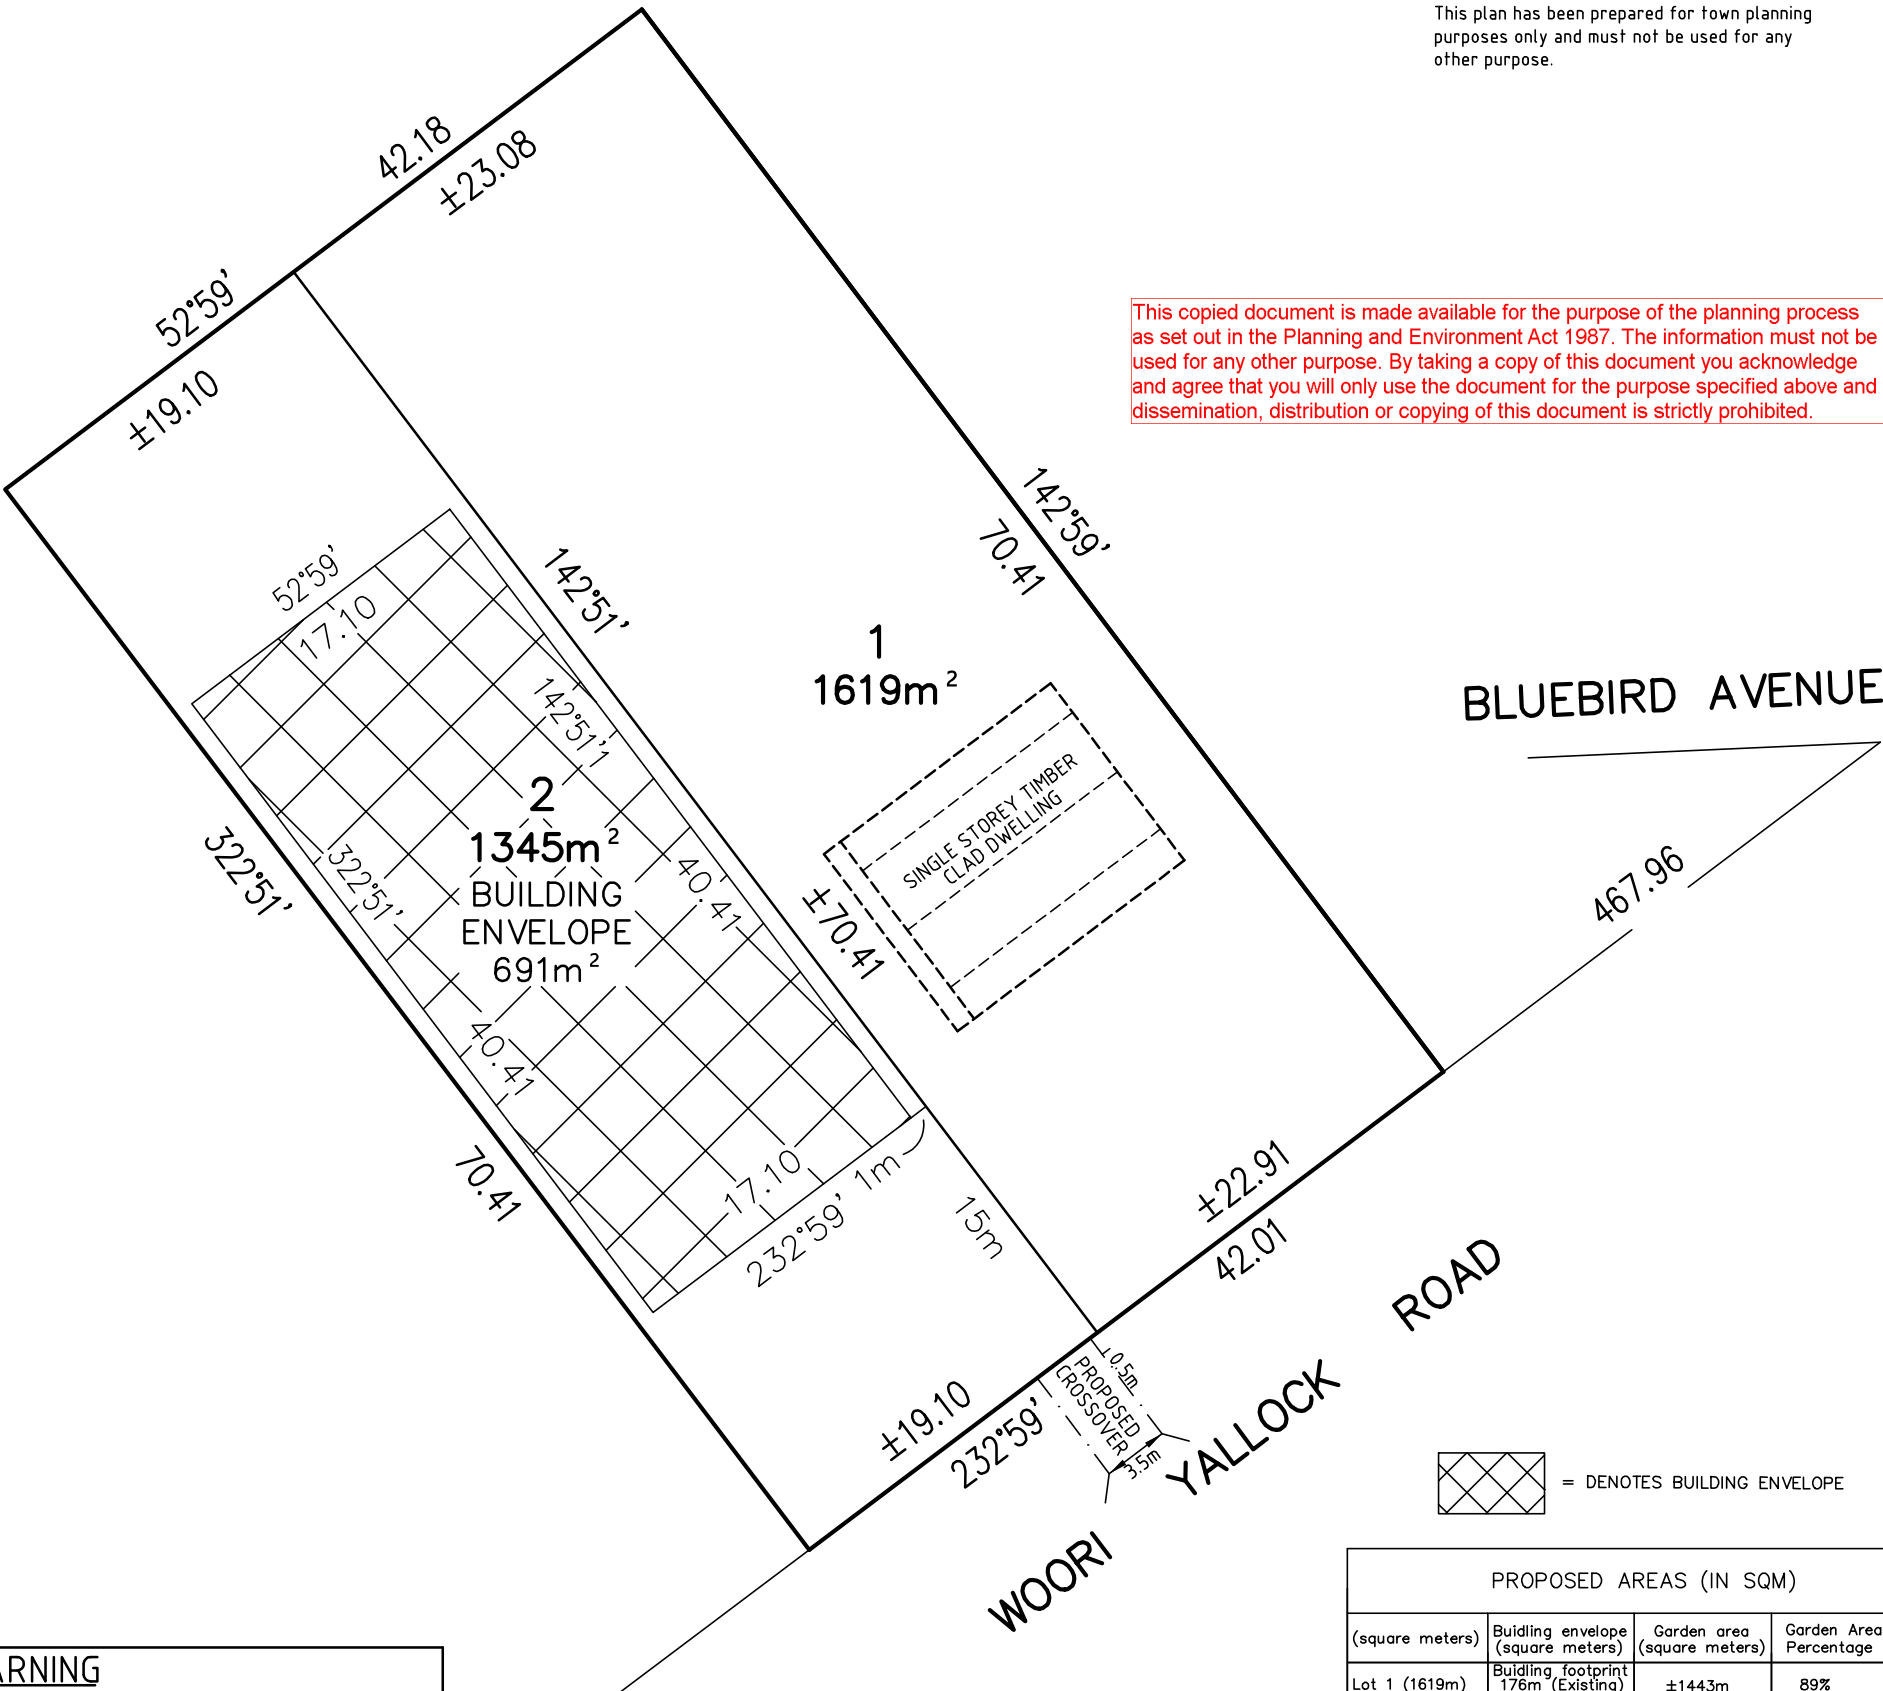 This plan has been prepared for town planning
purposes only and must not be used for any
other purpose.
42.18
±23.08
52°59'
±19.10
This copied document is made available for the purpose of the planning process
as set out in the Planning and Environment Act 1987. The information must not be
used for any other purpose. By taking a copy of this document you acknowledge
and agree that you will only use the document for the purpose specified above and
dissemination, distribution or copying of this document is strictly prohibited.
142°59'
70.41
52°59'
17.10
142°51'
1
1619m²
BLUEBIRD AVENUE
142°51'1
2
1345m²
BUILDING
ENVELOPE
691m²
SINGLE STOREY TIMBER
CLAD DWELLING
322°51'
322°51'
40.41
±70.41
467.96
40.41
70.41
17.10
232°59'
1m
15m
±22.91
42.01
ROAD
YALLOCK
WOORI
0.5m
PROPOSED
CROSSOVER
3.5m
±19.10
232°59'
= DENOTES BUILDING ENVELOPE
PROPOSED AREAS (IN SQM)
(square meters)
Buidling envelope
(square meters)
Garden area
(square meters)
Garden Area
Percentage
Lot 1 (1619m)
Buidling footprint
176m (Existing)
±1443m
89%
ARNING